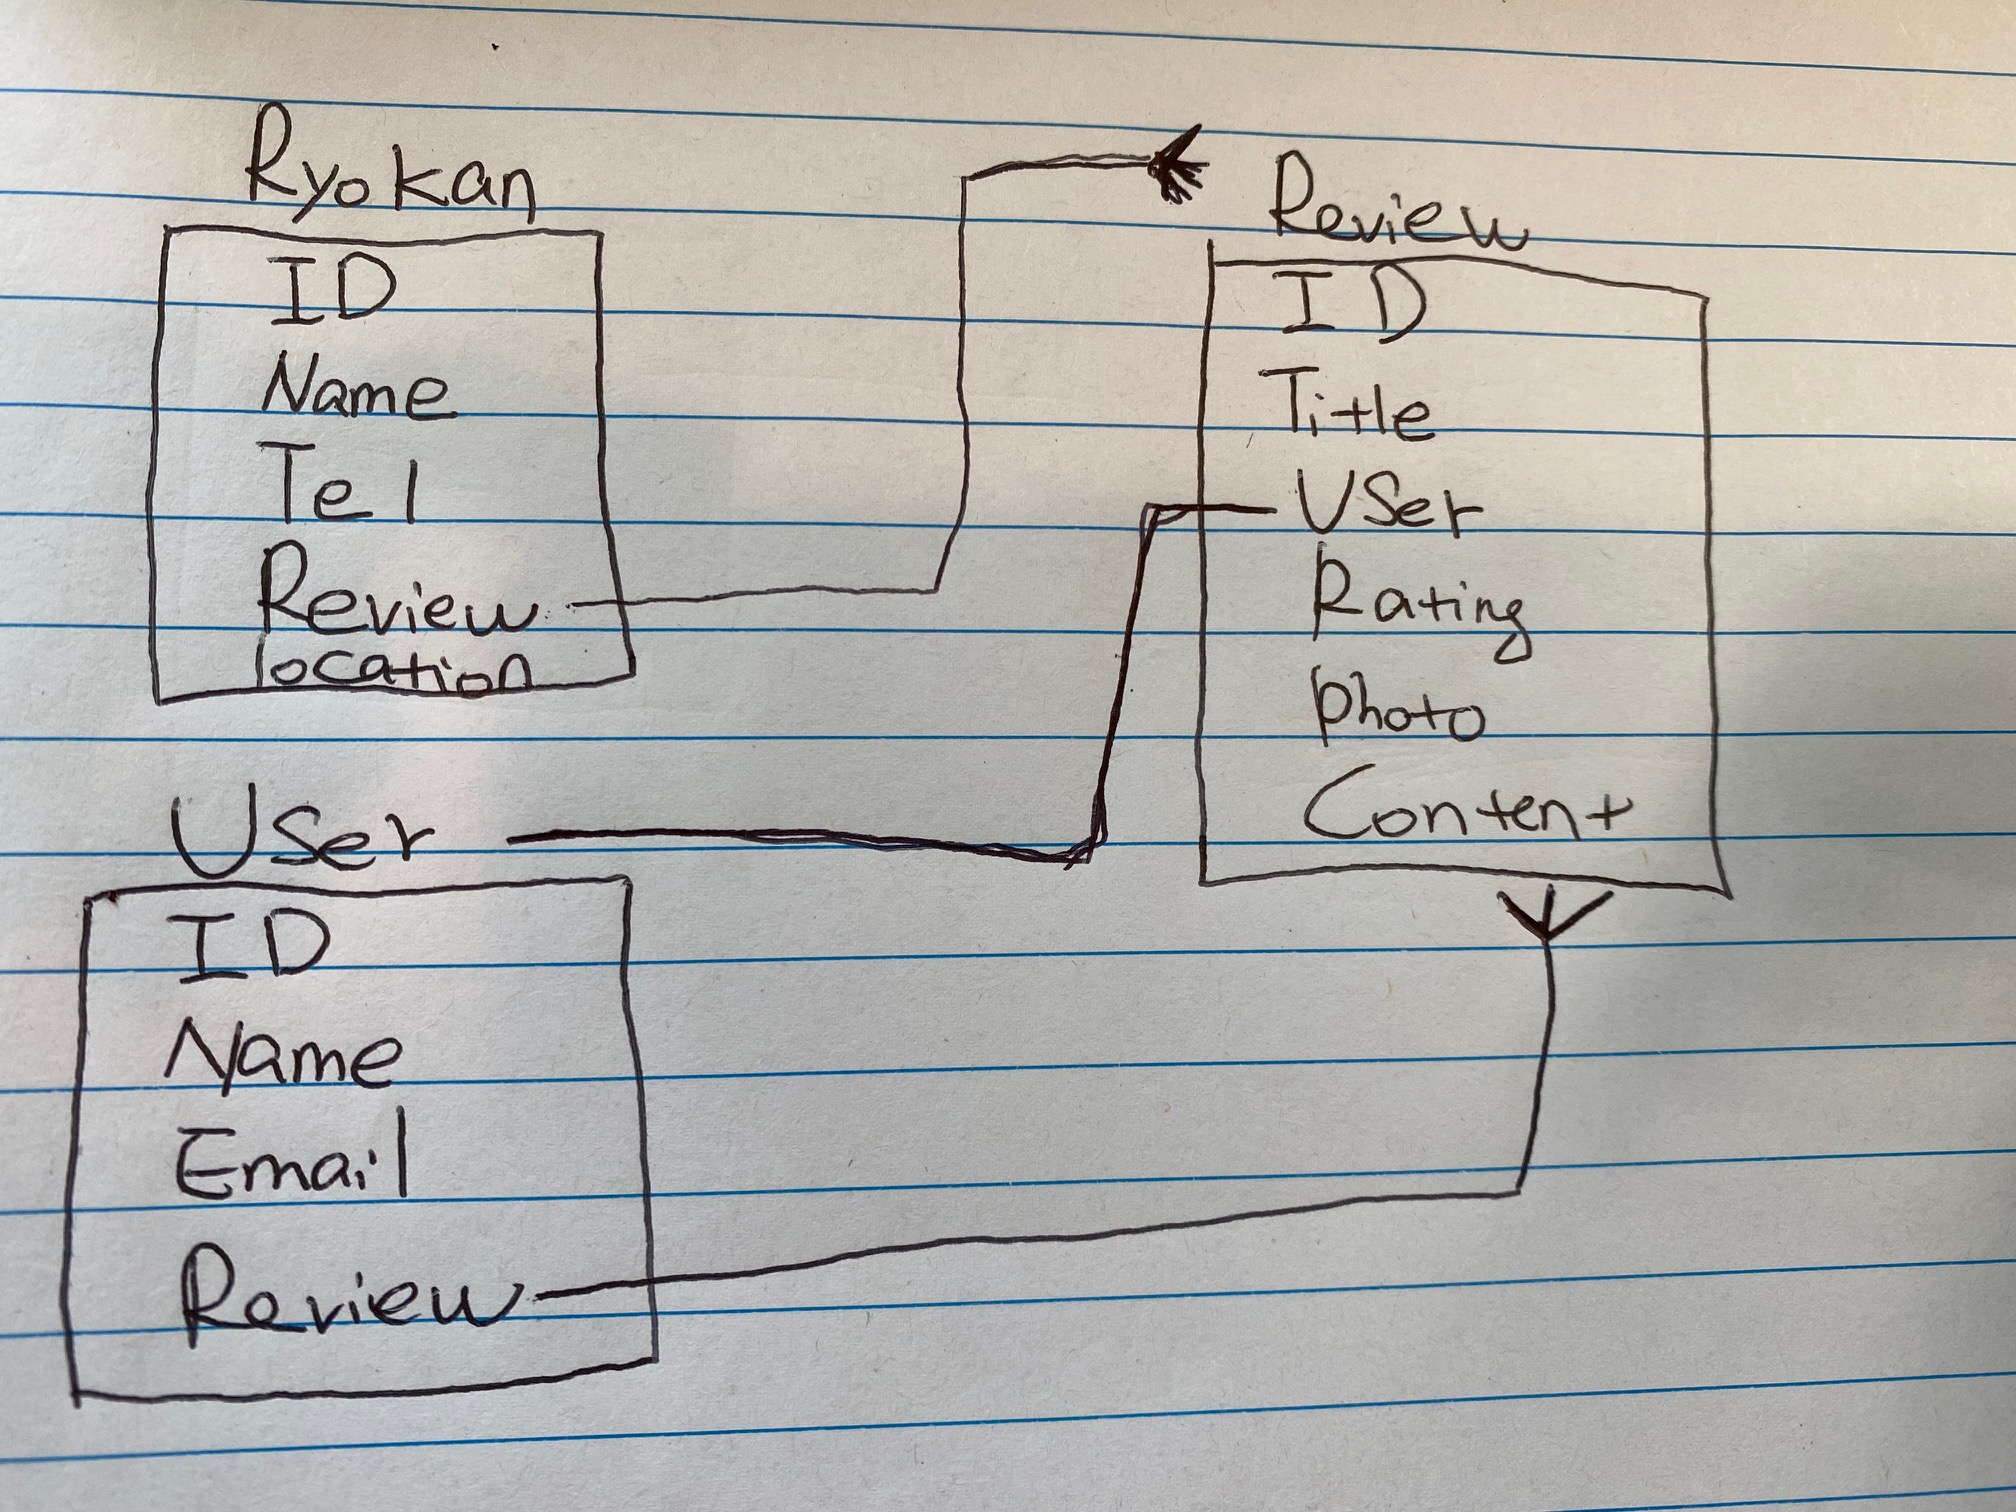 Ryokan
ID
Name
Tel
Review
location
Review
ID
Title
User
Rating
photo
Content
User
ID
Name
Email
Review